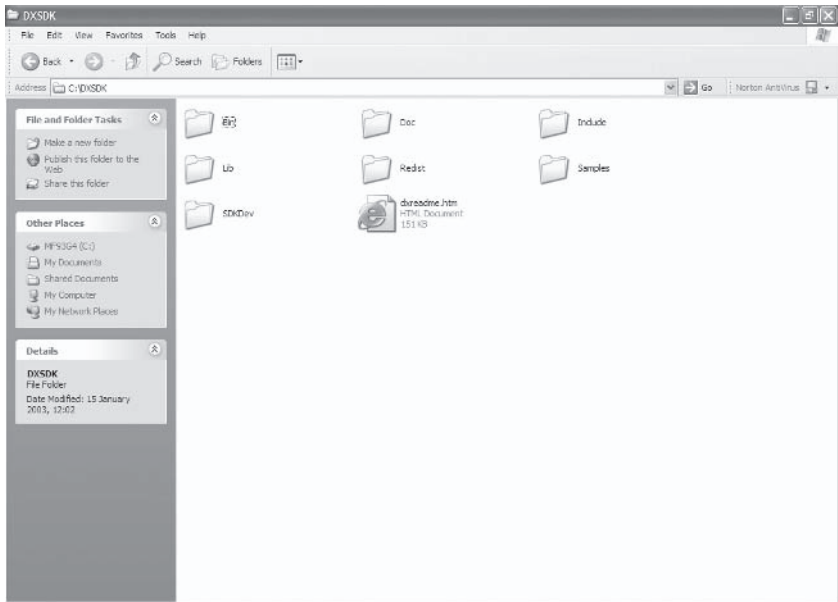 DXSDK
File Edit View Favorites Tools Help
Back Search Folders
Address C:\DXSDK Go Norton AntiVirus
File and Folder Tasks
Make a new folder
Publish this folder to the
Web
Share this folder
Other Places
MFS3G4 (C:)
My Documents
Shared Documents
My Computer
My Network Places
Details
DXSDK
File Folder
Date Modified: 15 January
2003, 12:02
Bin Doc Include
Lib Redist Samples
SDKDev dxreadme.htm
HTML Document
151 KB